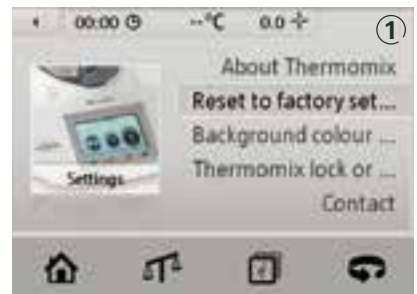 00:00 --°C 0.0
①
About Thermomix
Reset to factory set...
Background colour ...
Thermomix lock or ...
Contact
Settings